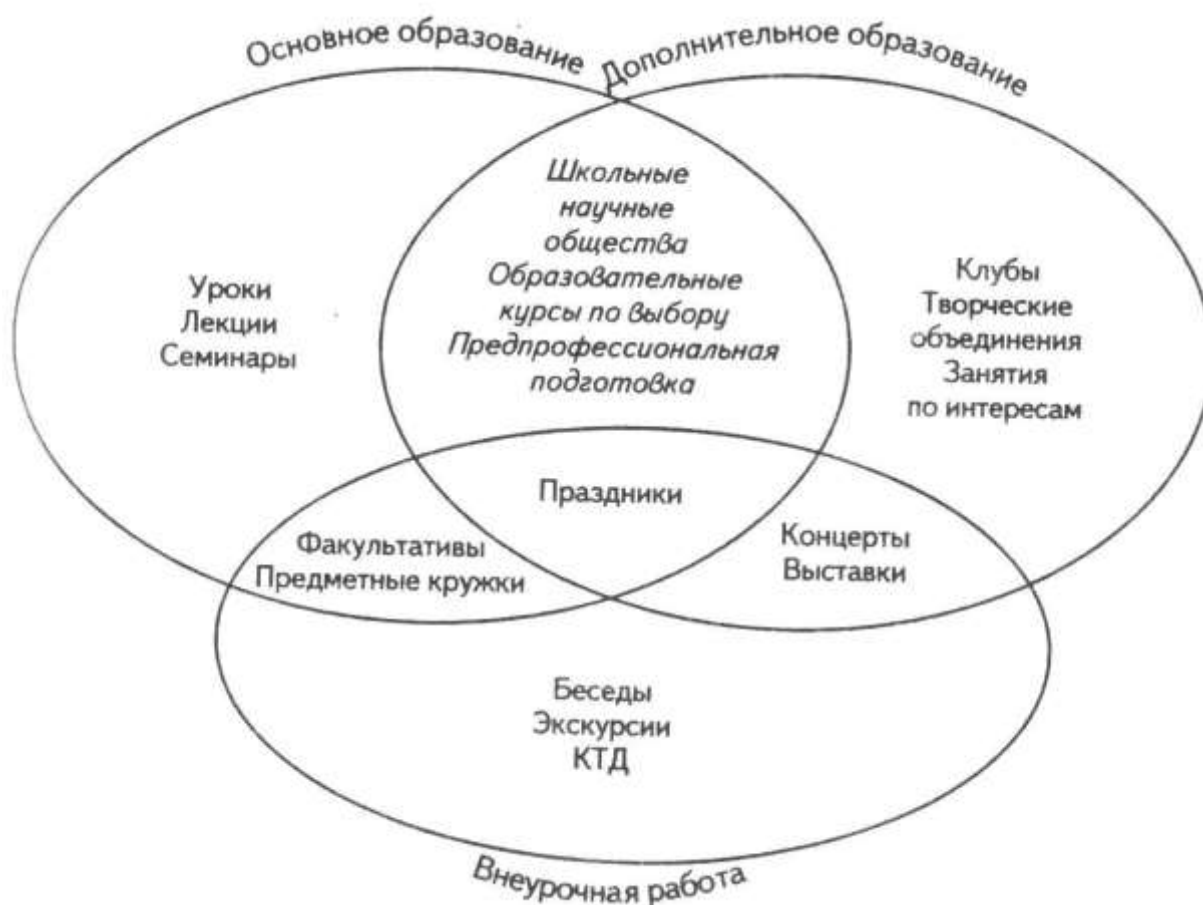 Основное образование
Дополнительное образование
Школьные
научные
общества
Образовательные
курсы по выбору
Предпрофессиональная
подготовка
Уроки
Лекции
Семинары
Клубы
Творческие
объединения
Занятия
по интересам
Праздники
Факультативы
Предметные кружки
Концерты
Выставки
Беседы
Экскурсии
КТД
Внеурочная работа